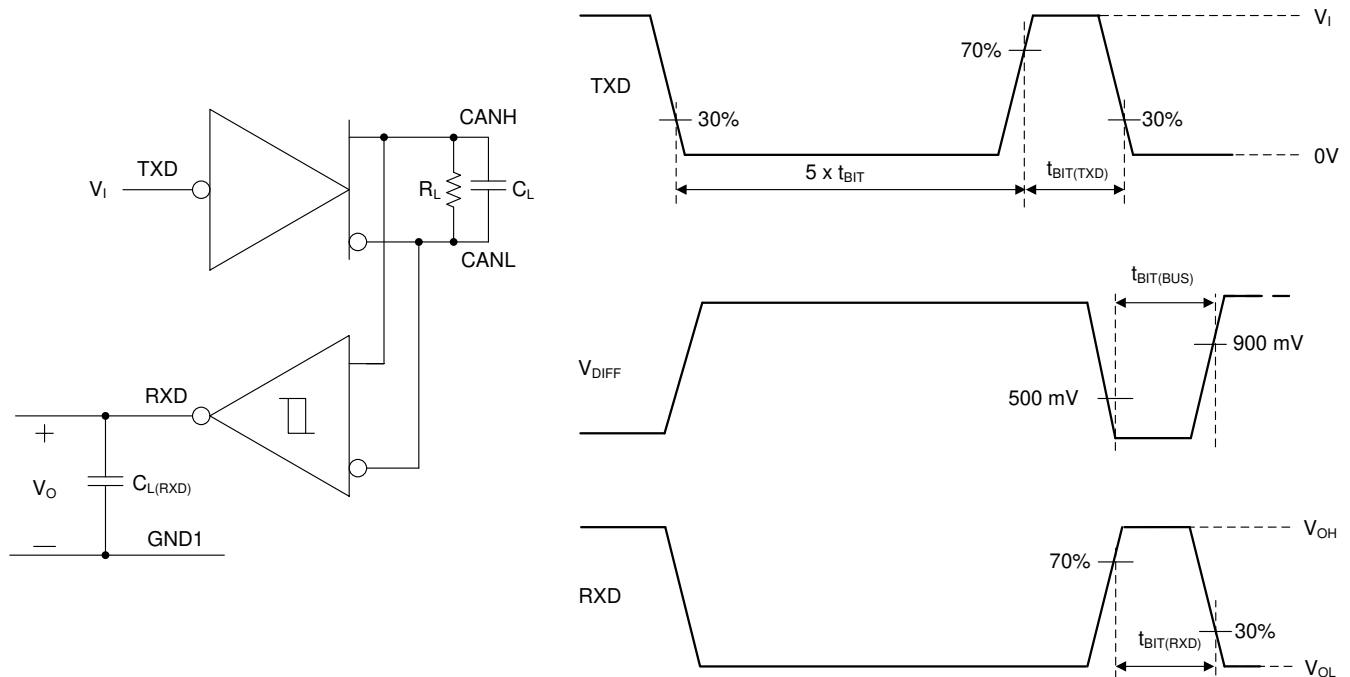 CANH
TXD
V_I
R_L
C_L
CANL
RXD
+
V_O
C_L(RXD)
—
GND1
V_I
70%
TXD
30%
30%
0V
5 x t_BIT
t_BIT(TXD)
t_BIT(BUS)
900 mV
V_DIFF
500 mV
V_OH
70%
RXD
30%
t_BIT(RXD)
V_OL